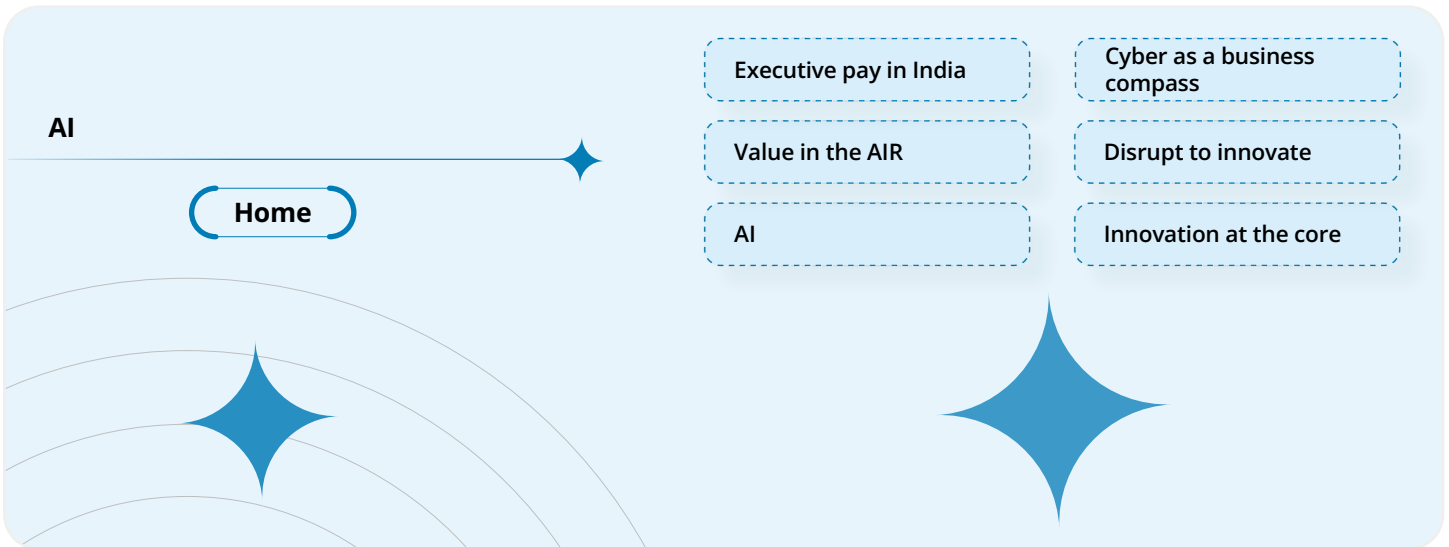 AI
Home
Executive pay in India
Cyber as a business
compass
Value in the AIR
Disrupt to innovate
AI
Innovation at the core